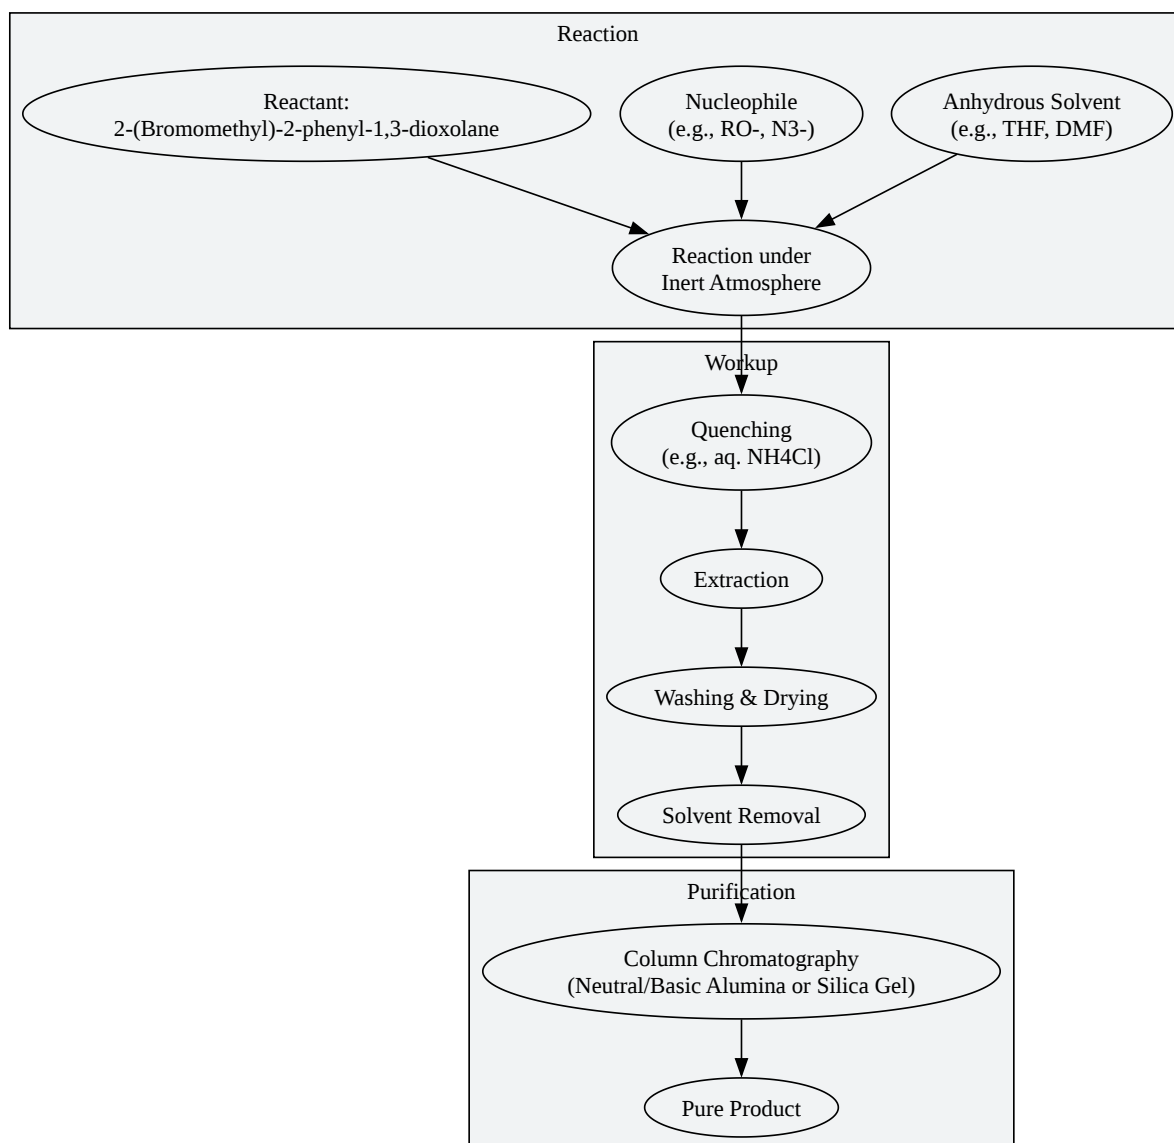 Reaction
Reactant:
2-(Bromomethyl)-2-phenyl-1,3-dioxolane
Nucleophile
(e.g., RO-, N3-)
Anhydrous Solvent
(e.g., THF, DMF)
Reaction under
Inert Atmosphere
Workup
Quenching
(e.g., aq. NH4Cl)
Extraction
Washing & Drying
Solvent Removal
Purification
Column Chromatography
(Neutral/Basic Alumina or Silica Gel)
Pure Product